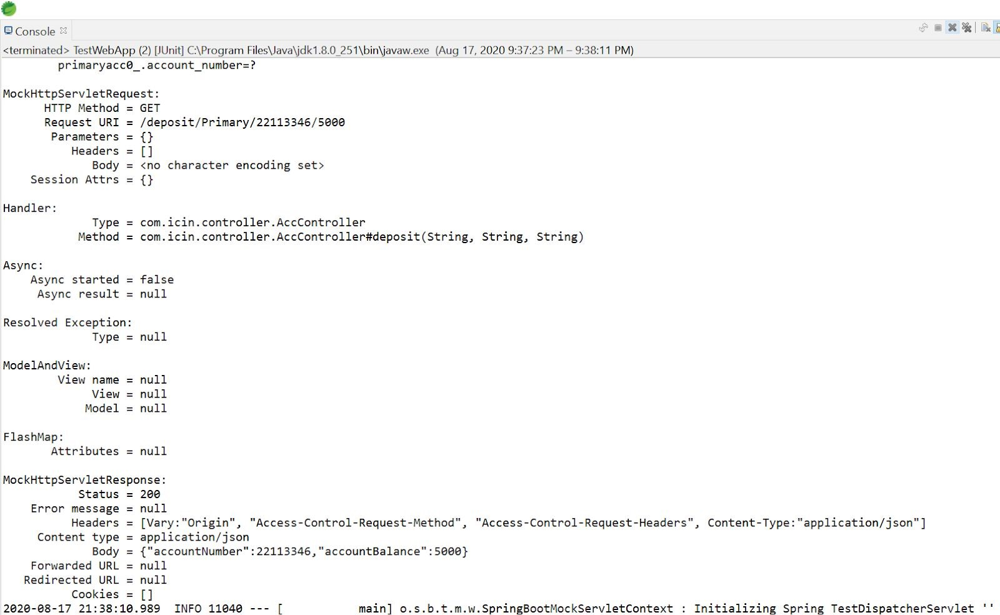 Console
<terminated> TestWebApp (2) [JUnit] C:\Program Files\Java\jdk1.8.0_251\bin\javaw.exe  (Aug 17, 2020 9:37:23 PM – 9:38:11 PM)
        primaryacc0_.account_number=?
MockHttpServletRequest:
      HTTP Method = GET
      Request URI = /deposit/Primary/22113346/5000
       Parameters = {}
          Headers = []
             Body = <no character encoding set>
    Session Attrs = {}
Handler:
             Type = com.icin.controller.AccController
           Method = com.icin.controller.AccController#deposit(String, String, String)
Async:
    Async started = false
     Async result = null
Resolved Exception:
             Type = null
ModelAndView:
        View name = null
             View = null
            Model = null
FlashMap:
       Attributes = null
MockHttpServletResponse:
           Status = 200
    Error message = null
          Headers = [Vary:"Origin", "Access-Control-Request-Method", "Access-Control-Request-Headers", Content-Type:"application/json"]
     Content type = application/json
             Body = {"accountNumber":22113346,"accountBalance":5000}
    Forwarded URL = null
   Redirected URL = null
          Cookies = []
2020-08-17 21:38:10.989  INFO 11040 --- [           main] o.s.b.t.m.w.SpringBootMockServletContext : Initializing Spring TestDispatcherServlet ''